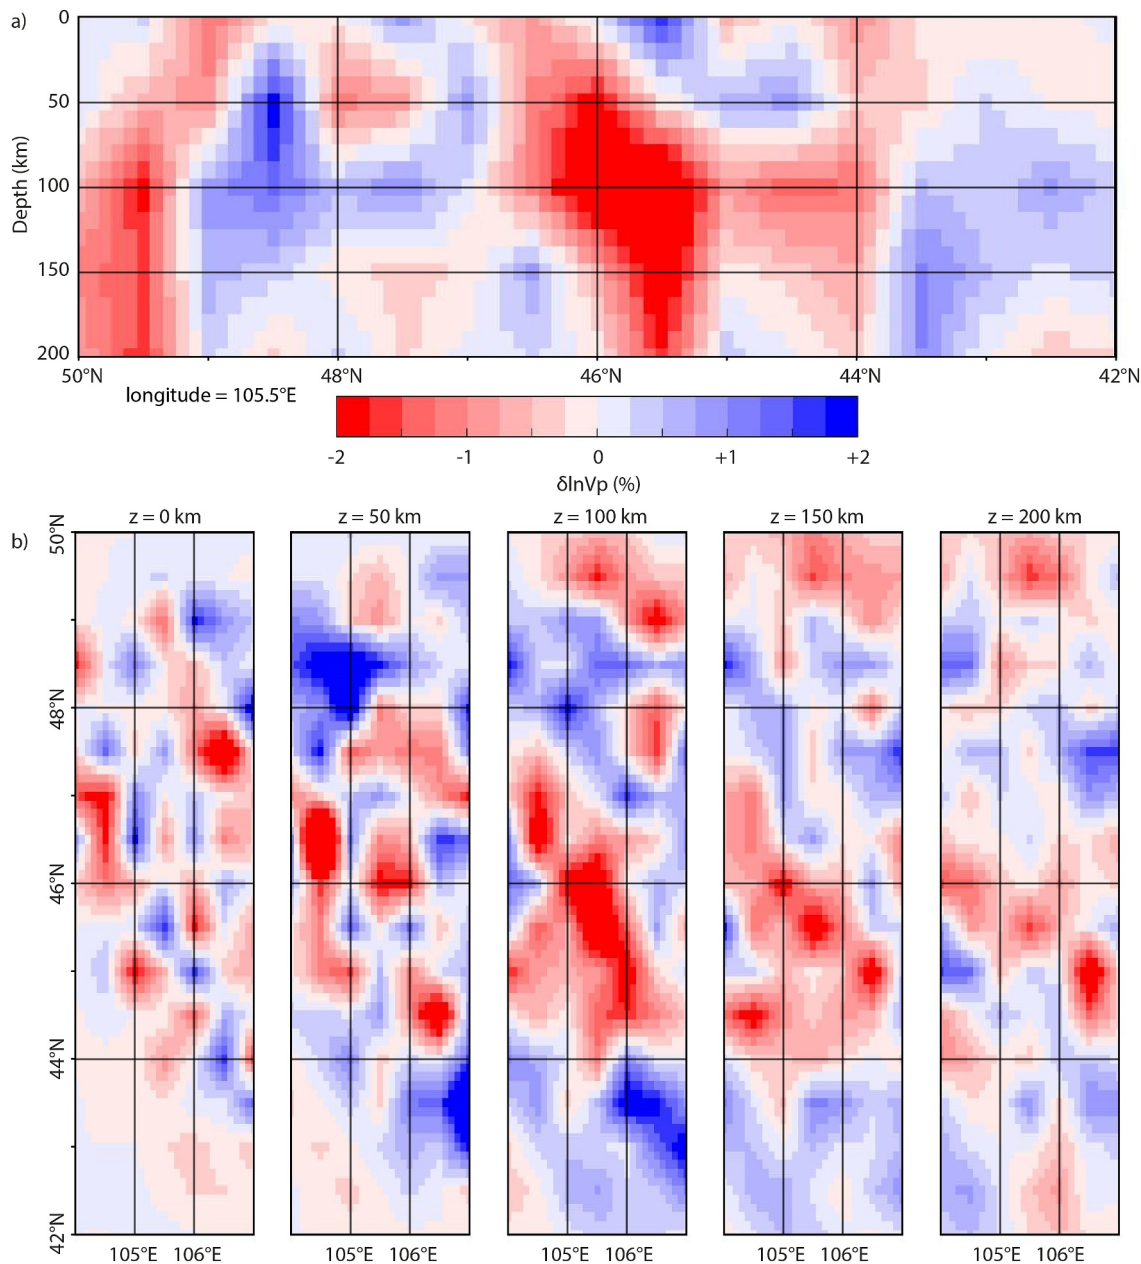 a)
0
50
100
150
200
Depth (km)
50°N 48°N 46°N 44°N 42°N
longitude = 105.5°E
-2 -1 0 +1 +2
δlnVp (%)
b)
z = 0 km z = 50 km z = 100 km z = 150 km z = 200 km
50°N
48°N
46°N
44°N
42°N
105°E 106°E 105°E 106°E 105°E 106°E 105°E 106°E 105°E 106°E